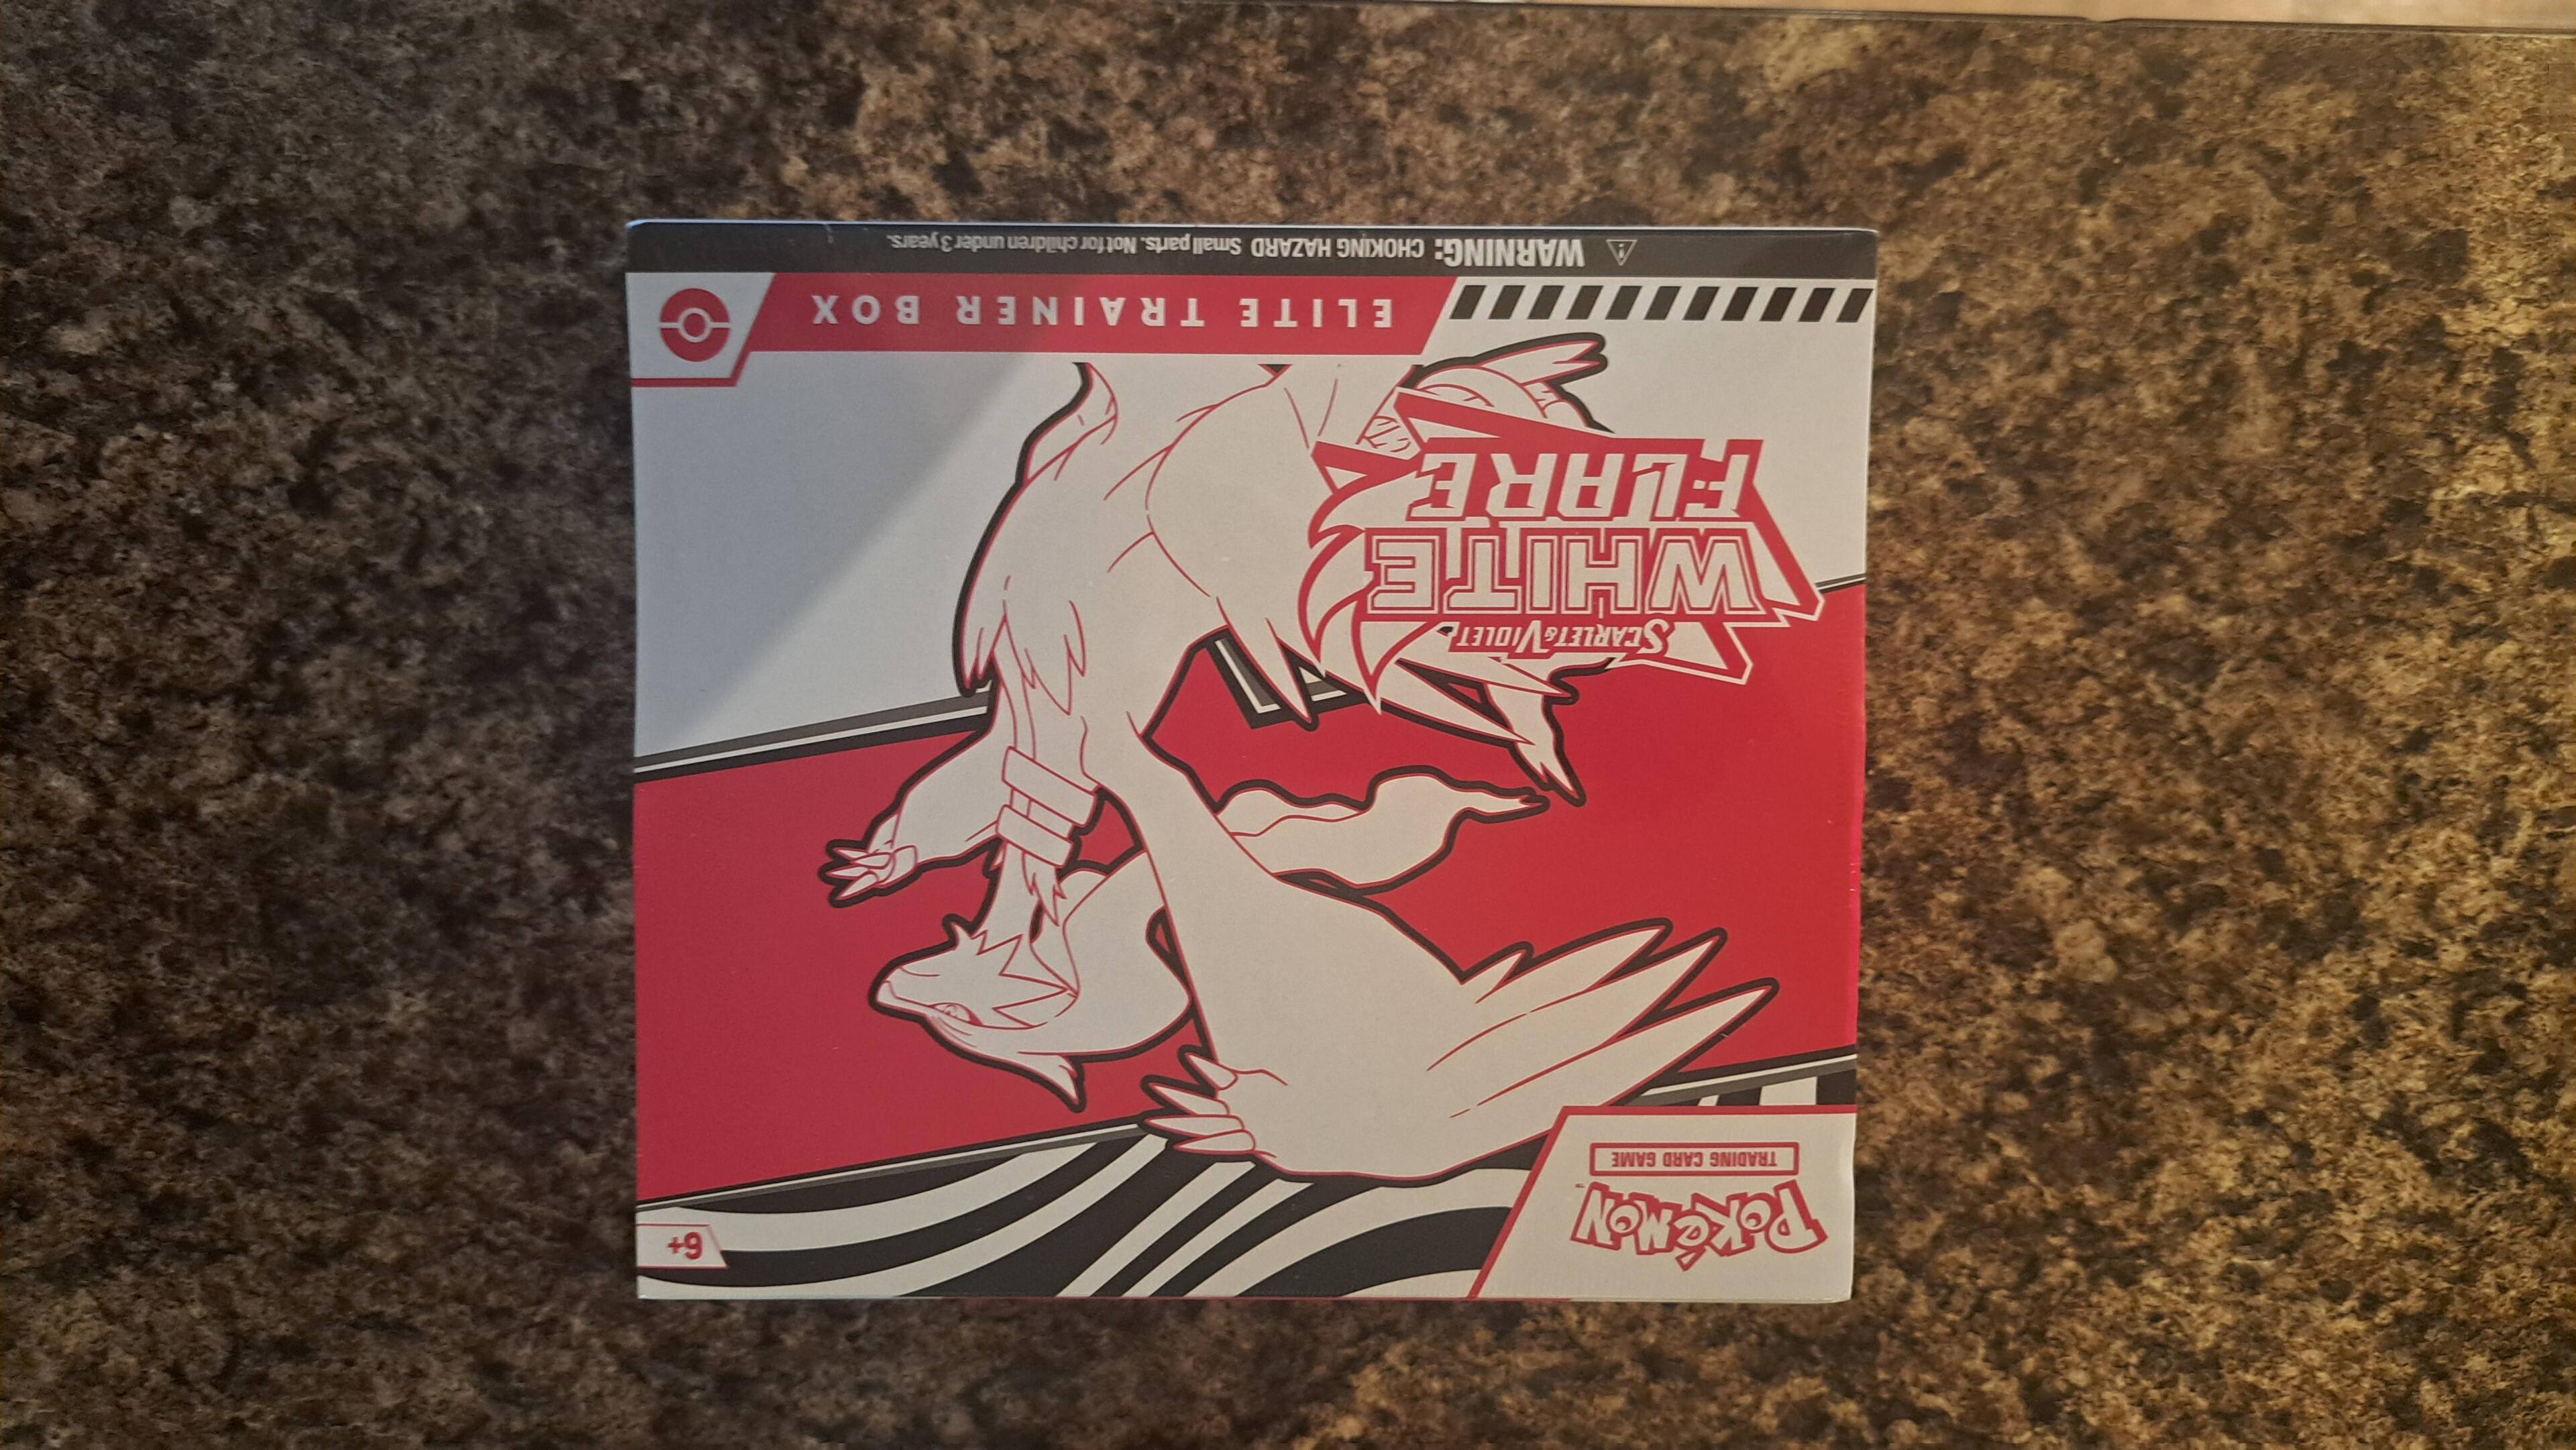 POKÉMON™
TRADING CARD GAME
6+
SCARLET & VIOLET
WHITE
FLARE
ELITE TRAINER BOX
WARNING: CHOKING HAZARD Small parts. Not for children under 3 years.